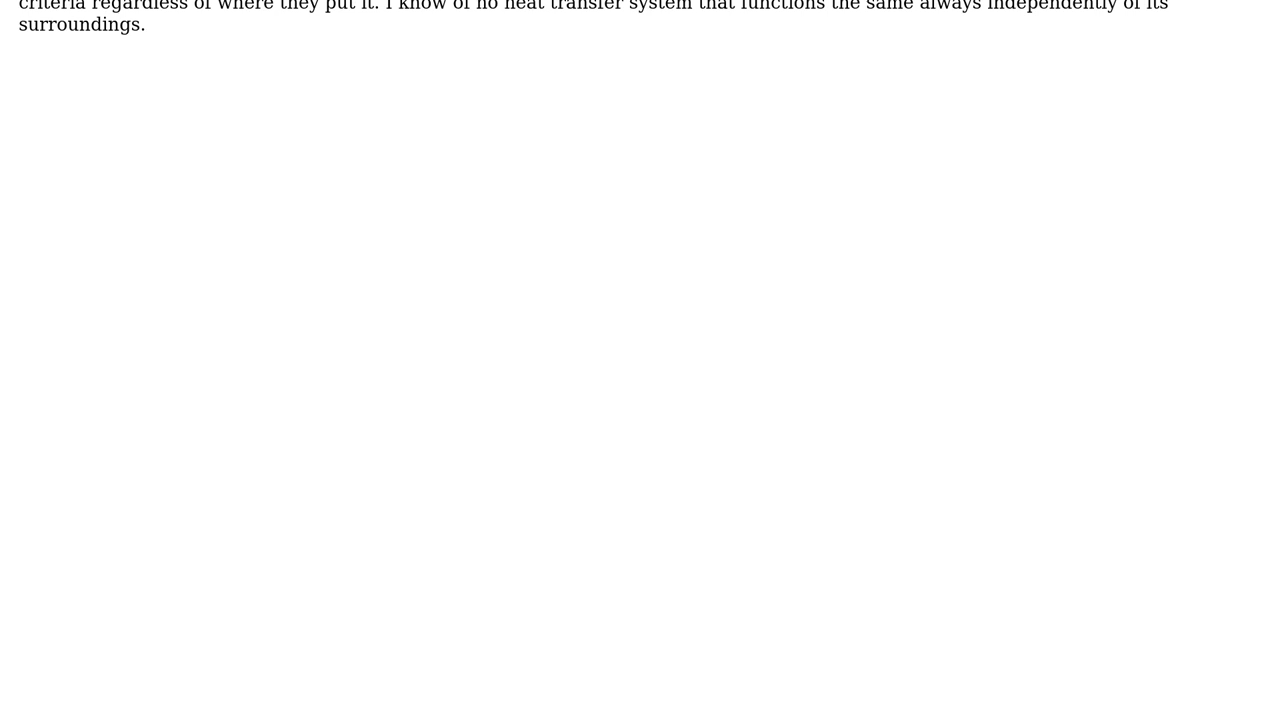 criteria regardless of where they put it. I know of no heat transfer system that functions the same always independently of its
surroundings.